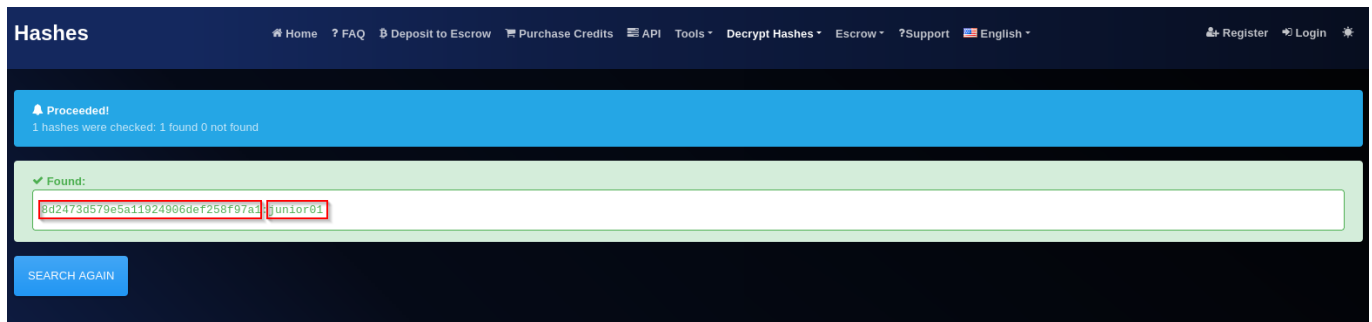 Hashes Home ? FAQ Deposit to Escrow Purchase Credits API Tools Decrypt Hashes Escrow ?Support English Register Login
Proceeded!
1 hashes were checked: 1 found 0 not found
Found:
8d2473d579e5a11924906def258f97a1:junior01
SEARCH AGAIN